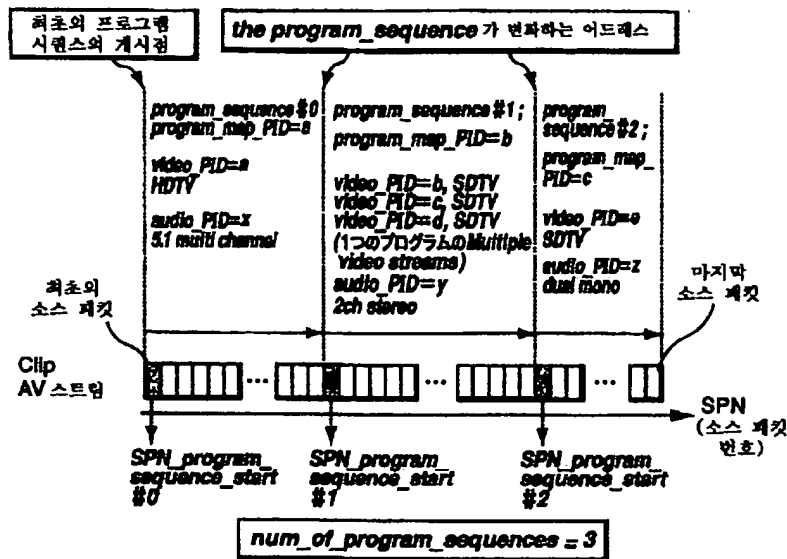 최초의 프로그램
시퀀스의 게시점
the program_sequence 가 변화하는 어드레스
program_sequence #0
program_map_PID=a
video_PID=a
HDTV
audio_PID=x
5.1 multi channel
program_sequence #1 ;
program_map_PID=b
video_PID=b, SDTV
video_PID=c, SDTV
video_PID=d, SDTV
(1つのプログラムのMultiple
video streams)
audio_PID=y
2ch stereo
program_
sequence #2 ;
program_map_
PID=c
video_PID=e
SDTV
audio_PID=z
dual mono
최초의
소스 패킷
마지막
소스 패킷
Clip
AV 스트림
...
...
...
SPN
(소스 패킷
번호)
SPN_program_
sequence_start
#0
SPN_program_
sequence_start
#1
SPN_program_
sequence_start
#2
num_of_program_sequences = 3